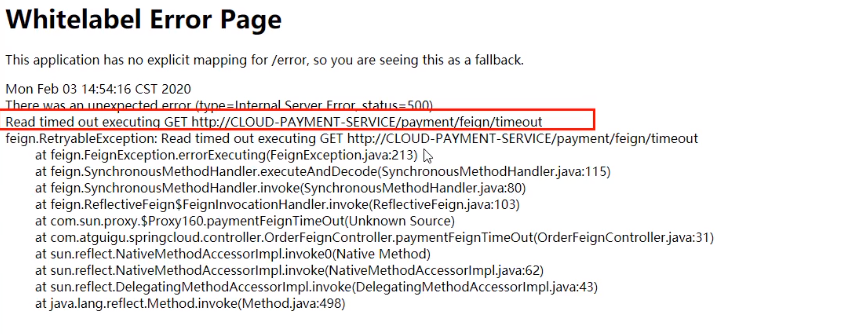 Whitelabel Error Page
This application has no explicit mapping for /error, so you are seeing this as a fallback.
Mon Feb 03 14:54:16 CST 2020
There was an unexpected error (type=Internal Server Error, status=500)
Read timed out executing GET http://CLOUD-PAYMENT-SERVICE/payment/feign/timeout
feign.RetryableException: Read timed out executing GET http://CLOUD-PAYMENT-SERVICE/payment/feign/timeout
at feign.FeignException.errorExecuting(FeignException.java:213)
at feign.SynchronousMethodHandler.executeAndDecode(SynchronousMethodHandler.java:115)
at feign.SynchronousMethodHandler.invoke(SynchronousMethodHandler.java:80)
at feign.ReflectiveFeign$FeignInvocationHandler.invoke(ReflectiveFeign.java:103)
at com.sun.proxy.$Proxy160.paymentFeignTimeOut(Unknown Source)
at com.atguigu.springcloud.controller.OrderFeignController.paymentFeignTimeOut(OrderFeignController.java:31)
at sun.reflect.NativeMethodAccessorImpl.invoke0(Native Method)
at sun.reflect.NativeMethodAccessorImpl.invoke(NativeMethodAccessorImpl.java:62)
at sun.reflect.DelegatingMethodAccessorImpl.invoke(DelegatingMethodAccessorImpl.java:43)
at java.lang.reflect.Method.invoke(Method.java:498)